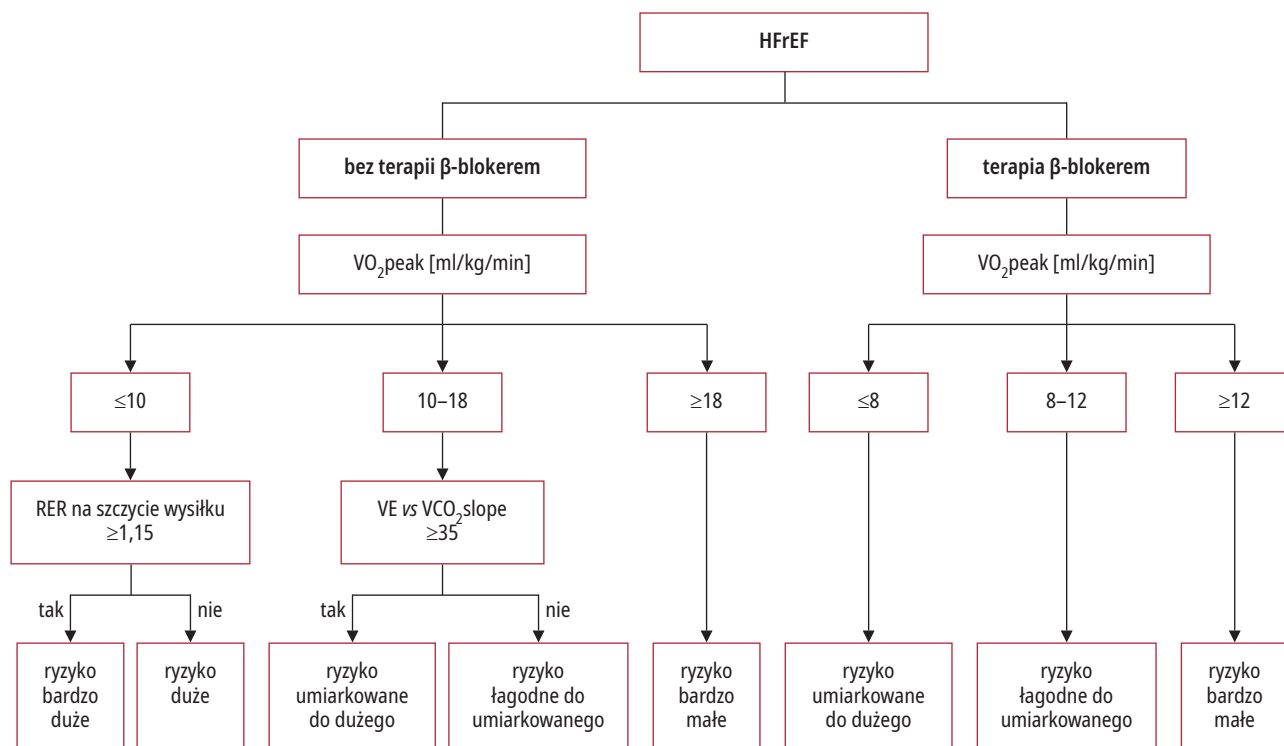 HFrEF
bez terapii β-blokerem
terapia β-blokerem
VO₂peak [ml/kg/min]
VO₂peak [ml/kg/min]
≤10
10–18
≥18
≤8
8–12
≥12
RER na szczycie wysiłku
≥1,15
VE vs VCO₂slope
≥35
tak
nie
tak
nie
ryzyko
bardzo
duże
ryzyko
duże
ryzyko
umiarkowane
do dużego
ryzyko
łagodne do
umiarkowanego
ryzyko
bardzo
małe
ryzyko
umiarkowane
do dużego
ryzyko
łagodne do
umiarkowanego
ryzyko
bardzo
małe